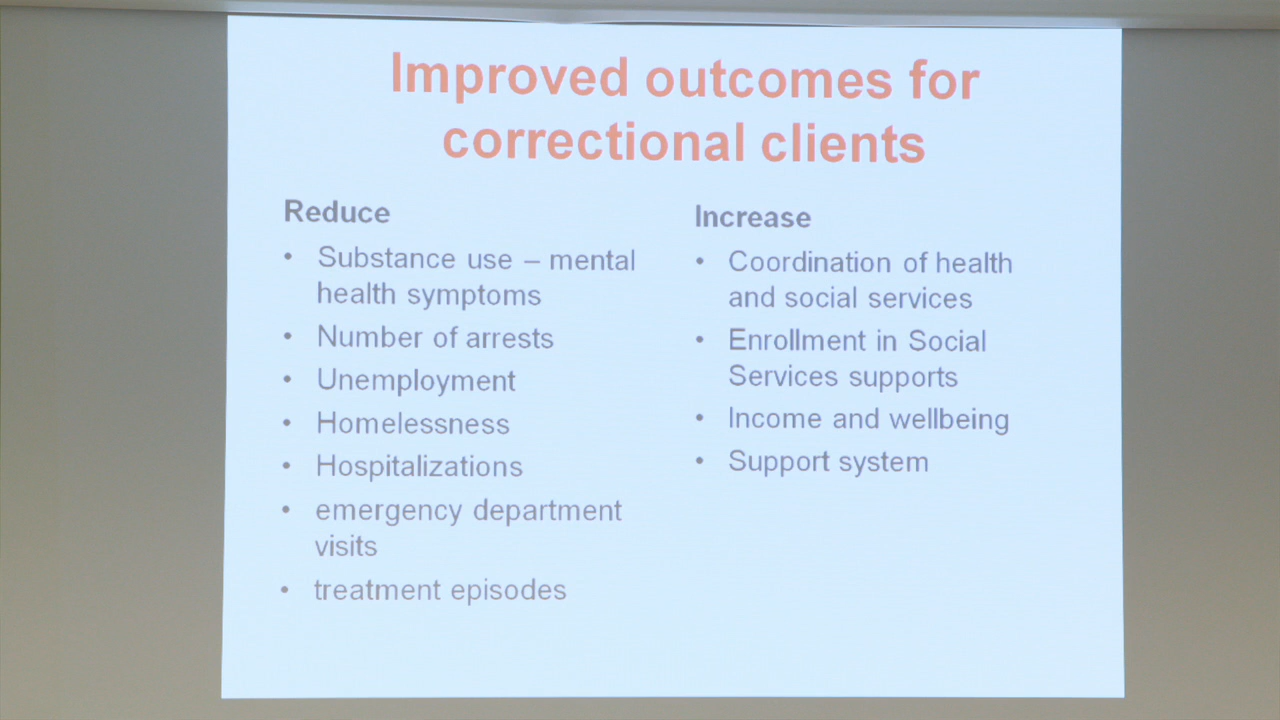 Improved outcomes for
correctional clients
Reduce
• Substance use – mental
health symptoms
• Number of arrests
• Unemployment
• Homelessness
• Hospitalizations
• emergency department
visits
• treatment episodes
Increase
• Coordination of health
and social services
• Enrollment in Social
Services supports
• Income and wellbeing
• Support system